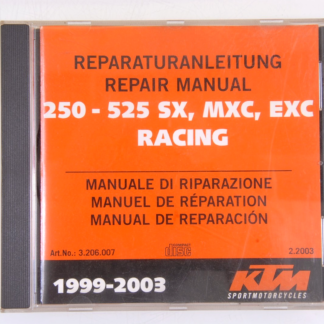 REPARATURANLEITUNG
REPAIR MANUAL
250 - 525 SX, MXC, EXC
RACING
MANUALE DI RIPARAZIONE
MANUEL DE RÉPARATION
MANUAL DE REPARACIÓN
Art.No.: 3.206.007
2.2003
1999-2003
KTM
SPORTMOTORCYCLES